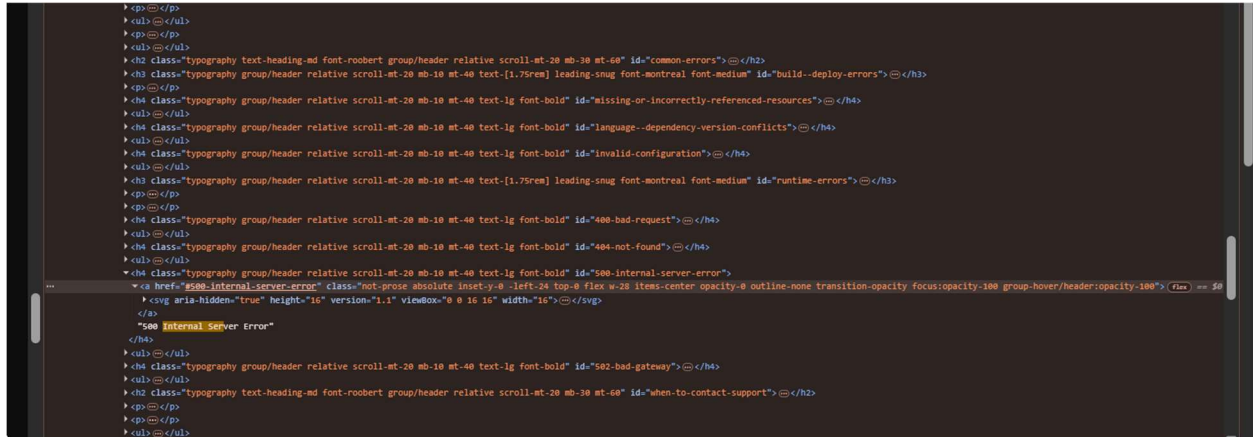 <p>…</p>
<ul>…</ul>
<p>…</p>
<ul>…</ul>
<h2 class="typography text-heading-md font-roobert group/header relative scroll-mt-20 mb-30 mt-60" id="common-errors">…</h2>
<h3 class="typography group/header relative scroll-mt-20 mb-10 mt-40 text-[1.75rem] leading-snug font-montreal font-medium" id="build--deploy-errors">…</h3>
<p>…</p>
<h4 class="typography group/header relative scroll-mt-20 mb-10 mt-40 text-lg font-bold" id="missing-or-incorrectly-referenced-resources">…</h4>
<ul>…</ul>
<h4 class="typography group/header relative scroll-mt-20 mb-10 mt-40 text-lg font-bold" id="language--dependency-version-conflicts">…</h4>
<ul>…</ul>
<h4 class="typography group/header relative scroll-mt-20 mb-10 mt-40 text-lg font-bold" id="invalid-configuration">…</h4>
<ul>…</ul>
<h3 class="typography group/header relative scroll-mt-20 mb-10 mt-40 text-[1.75rem] leading-snug font-montreal font-medium" id="runtime-errors">…</h3>
<p>…</p>
<p>…</p>
<h4 class="typography group/header relative scroll-mt-20 mb-10 mt-40 text-lg font-bold" id="400-bad-request">…</h4>
<ul>…</ul>
<h4 class="typography group/header relative scroll-mt-20 mb-10 mt-40 text-lg font-bold" id="404-not-found">…</h4>
<ul>…</ul>
<h4 class="typography group/header relative scroll-mt-20 mb-10 mt-40 text-lg font-bold" id="500-internal-server-error">
… <a href="#500-internal-server-error" class="not-prose absolute inset-y-0 -left-24 top-0 flex w-28 items-center opacity-0 outline-none transition-opacity focus:opacity-100 group-hover/header:opacity-100"> flex == $0
<svg aria-hidden="true" height="16" version="1.1" viewBox="0 0 16 16" width="16">…</svg>
</a>
"500 Internal Server Error"
</h4>
<ul>…</ul>
<h4 class="typography group/header relative scroll-mt-20 mb-10 mt-40 text-lg font-bold" id="502-bad-gateway">…</h4>
<ul>…</ul>
<h2 class="typography text-heading-md font-roobert group/header relative scroll-mt-20 mb-30 mt-60" id="when-to-contact-support">…</h2>
<p>…</p>
<p>…</p>
<ul>…</ul>